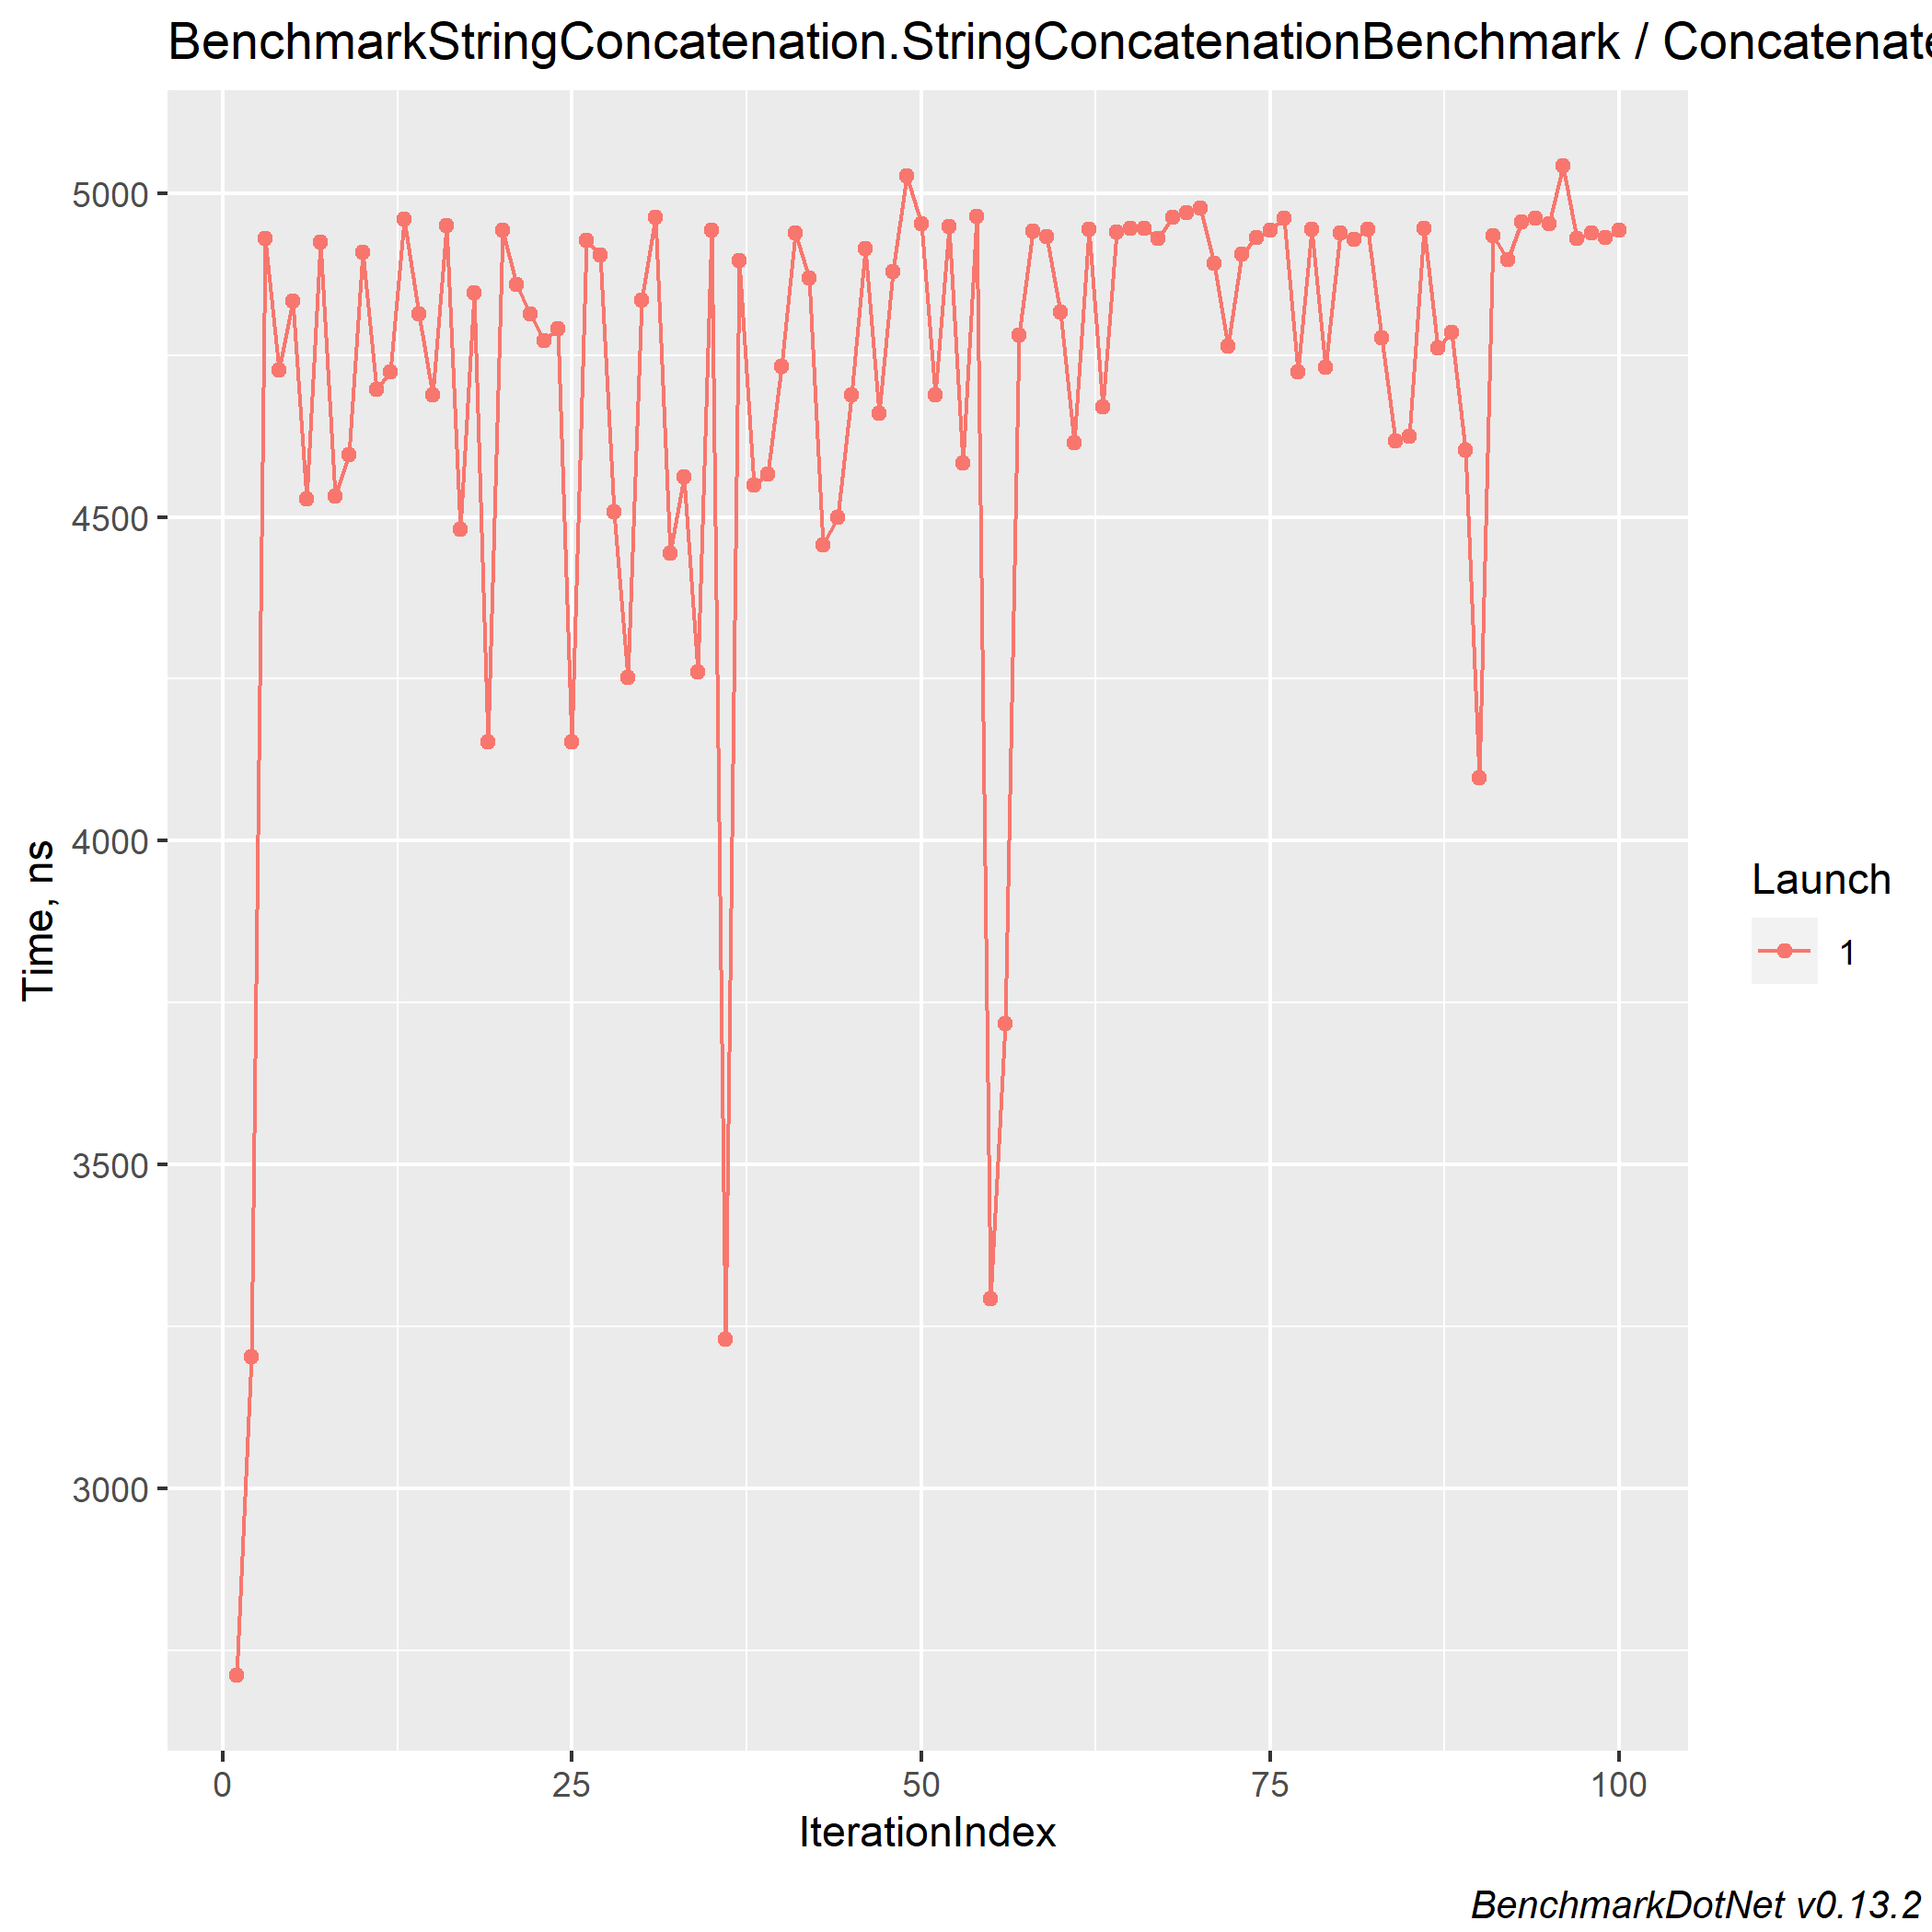 BenchmarkStringConcatenation.StringConcatenationBenchmark / Concatenate
5000
4500
4000
3500
3000
Time, ns
0 25 50 75 100
IterationIndex
Launch
1
BenchmarkDotNet v0.13.2